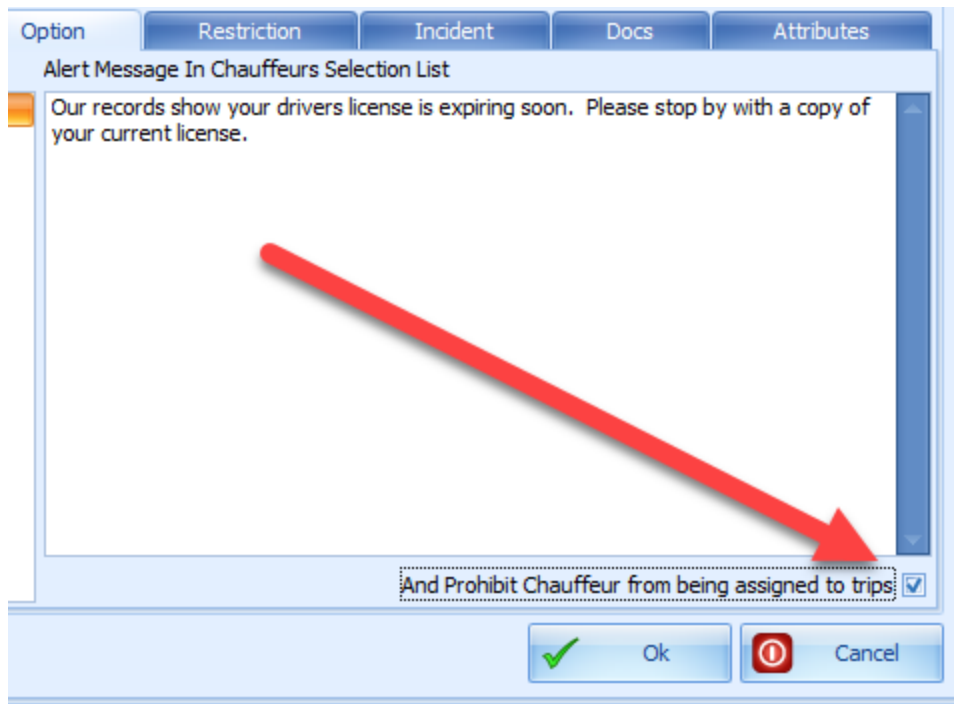 Option Restriction Incident Docs Attributes
Alert Message In Chauffeurs Selection List
Our records show your drivers license is expiring soon.  Please stop by with a copy of
your current license.
And Prohibit Chauffeur from being assigned to trips
Ok Cancel